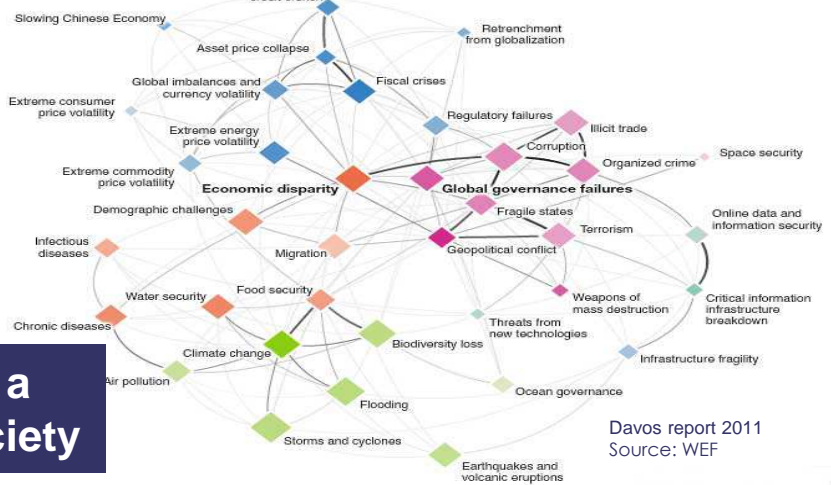 Slowing Chinese Economy
Retrenchment
from globalization
Asset price collapse
Global imbalances and
currency volatility
Fiscal crises
Extreme consumer
price volatility
Regulatory failures
Illicit trade
Extreme energy
price volatility
Corruption
Organized crime
Space security
Extreme commodity
price volatility
Economic disparity
Global governance failures
Demographic challenges
Fragile states
Online data and
information security
Infectious
diseases
Migration
Geopolitical conflict
Terrorism
Water security
Food security
Weapons of
mass destruction
Critical information
infrastructure
breakdown
Chronic diseases
Threats from
new technologies
Climate change
Biodiversity loss
Infrastructure fragility
a
Air pollution
Ocean governance
Flooding
Storms and cyclones
Davos report 2011
Source: WEF
Earthquakes and
volcanic eruptions